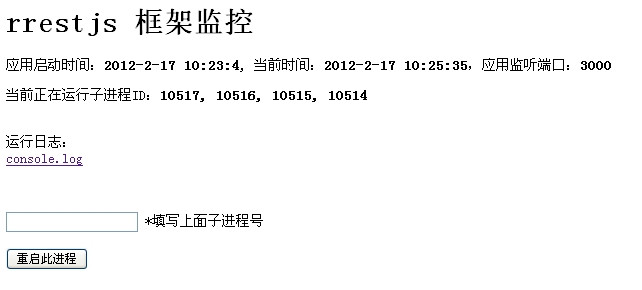 rrestjs 框架监控
应用启动时间：2012-2-17 10:23:4, 当前时间：2012-2-17 10:25:35，应用监听端口：3000
当前正在运行子进程ID：10517, 10516, 10515, 10514
运行日志：
console.log
*填写上面子进程号
重启此进程